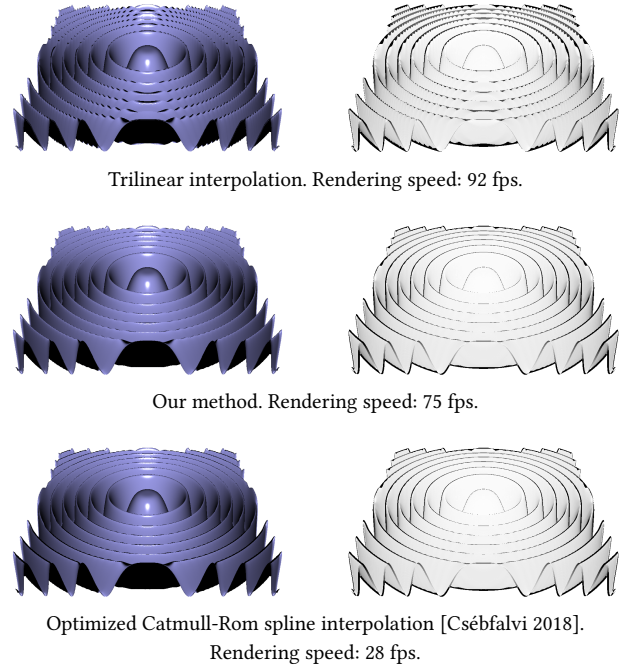 Trilinear interpolation. Rendering speed: 92 fps.
Our method. Rendering speed: 75 fps.
Optimized Catmull-Rom spline interpolation [Csébfalvi 2018].
Rendering speed: 28 fps.